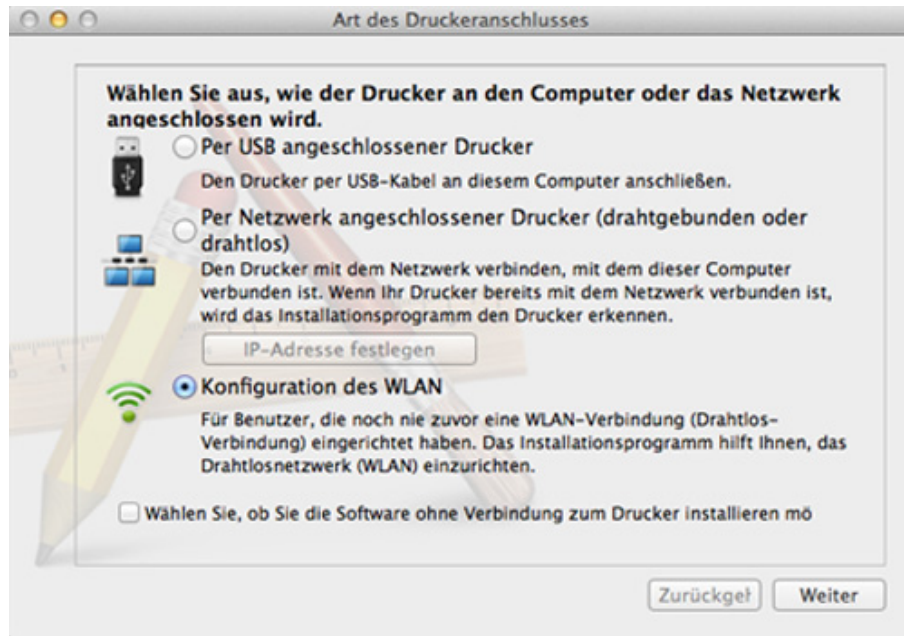 Art des Druckeranschlusses
Wählen Sie aus, wie der Drucker an den Computer oder das Netzwerk
angeschlossen wird.
Per USB angeschlossener Drucker
Den Drucker per USB-Kabel an diesem Computer anschließen.
Per Netzwerk angeschlossener Drucker (drahtgebunden oder
drahtlos)
Den Drucker mit dem Netzwerk verbinden, mit dem dieser Computer
verbunden ist. Wenn Ihr Drucker bereits mit dem Netzwerk verbunden ist,
wird das Installationsprogramm den Drucker erkennen.
IP-Adresse festlegen
Konfiguration des WLAN
Für Benutzer, die noch nie zuvor eine WLAN-Verbindung (Drahtlos-
Verbindung) eingerichtet haben. Das Installationsprogramm hilft Ihnen, das
Drahtlosnetzwerk (WLAN) einzurichten.
Wählen Sie, ob Sie die Software ohne Verbindung zum Drucker installieren mö
Zurückgeh Weiter